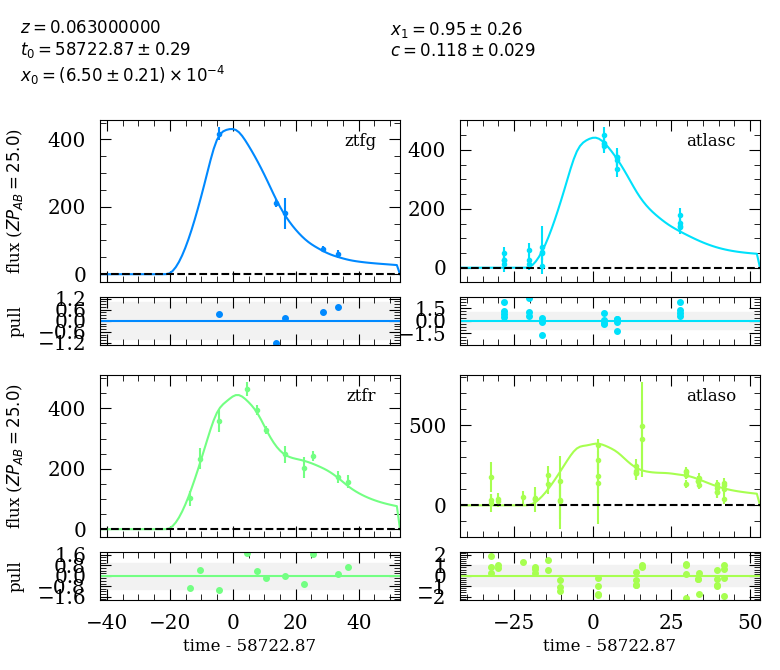 z = 0.063000000
t₀ = 58722.87 ± 0.29
x₀ = (6.50 ± 0.21) × 10⁻⁴
x₁ = 0.95 ± 0.26
c = 0.118 ± 0.029
flux (ZP_AB = 25.0)
400
200
0
ztfg
400
200
0
atlasc
pull
1.2
0.6
0.0
−0.6
−1.2
1.5
0.0
−1.5
flux (ZP_AB = 25.0)
400
200
0
ztfr
500
0
atlaso
pull
1.6
0.8
0.0
−0.8
−1.6
2
1
0
−1
−2
−40 −20 0 20 40
time - 58722.87
−25 0 25 50
time - 58722.87